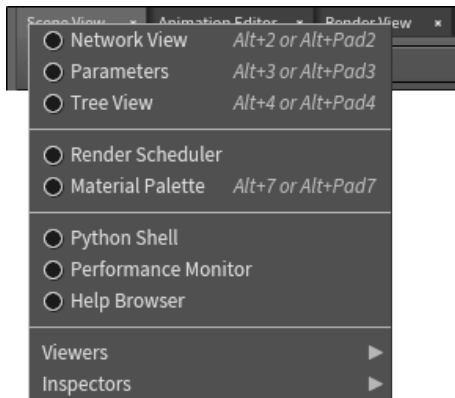 Scene View × Animation Editor × Render View ×
Network View Alt+2 or Alt+Pad2
Parameters Alt+3 or Alt+Pad3
Tree View Alt+4 or Alt+Pad4
Render Scheduler
Material Palette Alt+7 or Alt+Pad7
Python Shell
Performance Monitor
Help Browser
Viewers
Inspectors